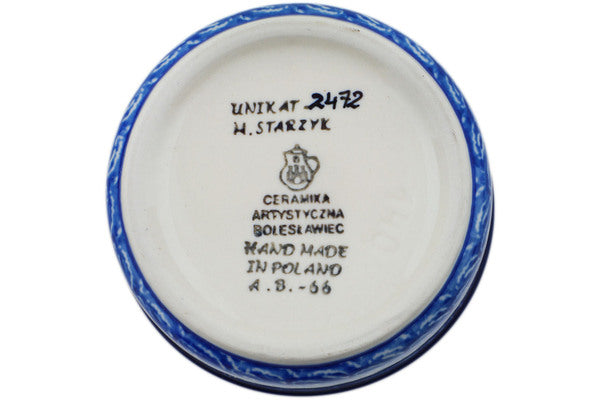 UNIKAT 2472
M. STARZYK
CERAMIKA
ARTYSTYCZNA
BOLESŁAWIEC
HAND MADE
IN POLAND
A.B.-66